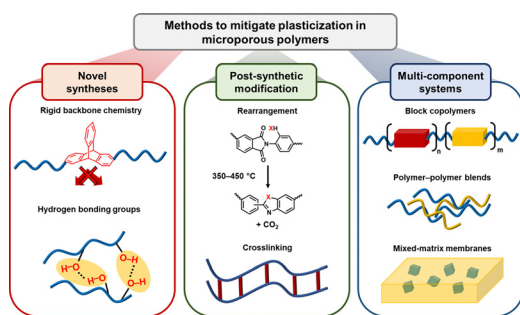 Methods to mitigate plasticization in
microporous polymers
Novel
syntheses
Rigid backbone chemistry
Hydrogen bonding groups
H-O
O-H
H-O
O-H
Post-synthetic
modification
Rearrangement
O
XH
N
O
350–450 °C
X
N
+ CO2
Crosslinking
Multi-component
systems
Block copolymers
n
m
Polymer–polymer blends
Mixed-matrix membranes